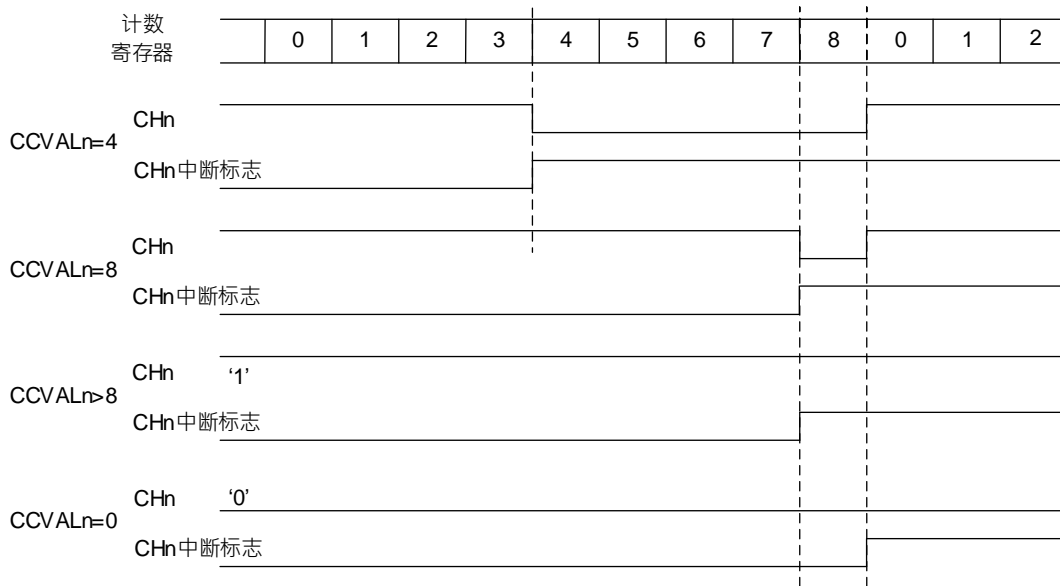 计数
寄存器
0 1 2 3 4 5 6 7 8 0 1 2
CCVALn=4
CHn
CHn中断标志
CCVALn=8
CHn
CHn中断标志
CCVALn>8
CHn ‘1’
CHn中断标志
CCVALn=0
CHn ‘0’
CHn中断标志